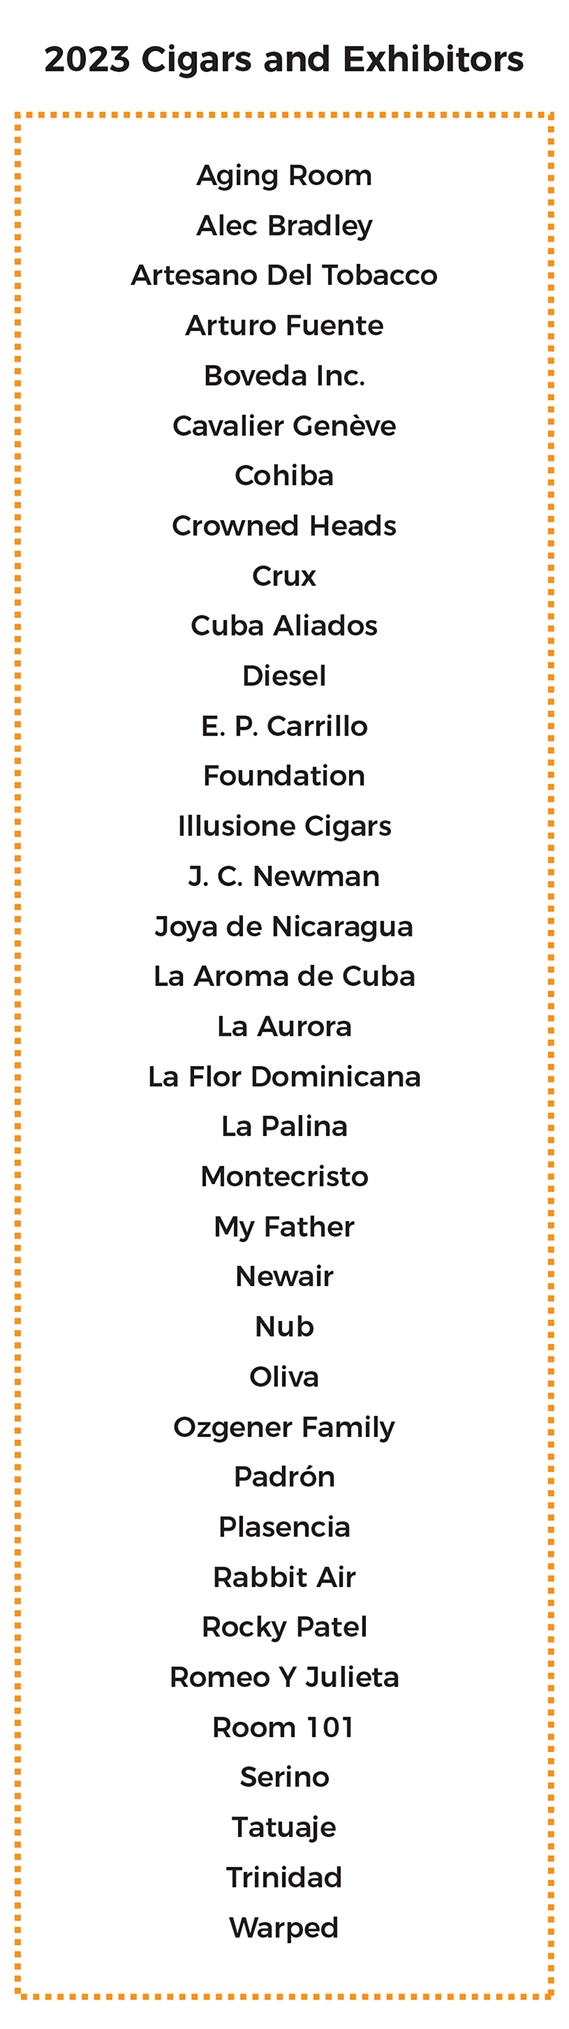 2023 Cigars and Exhibitors
Aging Room
Alec Bradley
Artesano Del Tobacco
Arturo Fuente
Boveda Inc.
Cavalier Genève
Cohiba
Crowned Heads
Crux
Cuba Aliados
Diesel
E. P. Carrillo
Foundation
Illusione Cigars
J. C. Newman
Joya de Nicaragua
La Aroma de Cuba
La Aurora
La Flor Dominicana
La Palina
Montecristo
My Father
Newair
Nub
Oliva
Ozgener Family
Padrón
Plasencia
Rabbit Air
Rocky Patel
Romeo Y Julieta
Room 101
Serino
Tatuaje
Trinidad
Warped